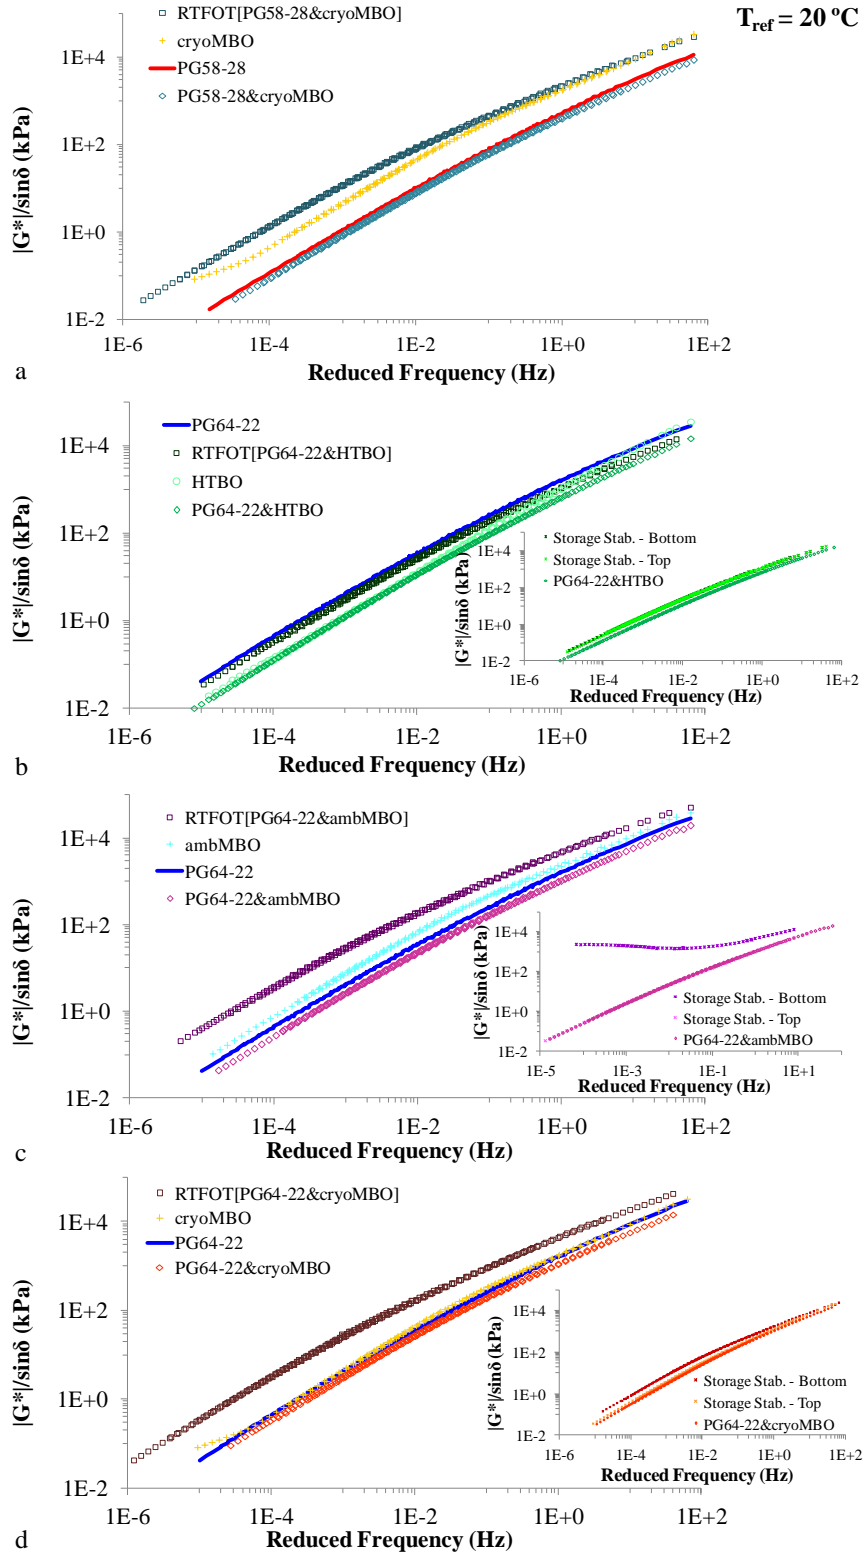 T_ref = 20 °C
RTFOT[PG58-28&cryoMBO]
cryoMBO
PG58-28
PG58-28&cryoMBO
|G*|/sinδ (kPa)
1E+4
1E+2
1E+0
1E-2
1E-6
1E-4
1E-2
1E+0
1E+2
Reduced Frequency (Hz)
a
PG64-22
RTFOT[PG64-22&HTBO]
HTBO
PG64-22&HTBO
|G*|/sinδ (kPa)
1E+4
1E+2
1E+0
1E-2
1E-6
1E-4
1E-2
1E+0
1E+2
Reduced Frequency (Hz)
Storage Stab. - Bottom
Storage Stab. - Top
PG64-22&HTBO
|G*|/sinδ (kPa)
1E+4
1E+2
1E+0
1E-2
1E-6
1E-4
1E-2
1E+0
1E+2
Reduced Frequency (Hz)
b
RTFOT[PG64-22&ambMBO]
ambMBO
PG64-22
PG64-22&ambMBO
|G*|/sinδ (kPa)
1E+4
1E+2
1E+0
1E-2
1E-6
1E-4
1E-2
1E+0
1E+2
Reduced Frequency (Hz)
|G*|/sinδ (kPa)
1E+4
1E+2
1E+0
1E-2
Storage Stab. - Bottom
Storage Stab. - Top
PG64-22&ambMBO
1E-5
1E-3
1E-1
1E+1
Reduced Frequency (Hz)
c
RTFOT[PG64-22&cryoMBO]
cryoMBO
PG64-22
PG64-22&cryoMBO
|G*|/sinδ (kPa)
1E+4
1E+2
1E+0
1E-2
1E-6
1E-4
1E-2
1E+0
1E+2
Reduced Frequency (Hz)
|G*|/sinδ (kPa)
1E+4
1E+2
1E+0
1E-2
Storage Stab. - Bottom
Storage Stab. - Top
PG64-22&cryoMBO
1E-6
1E-4
1E-2
1E+0
1E+2
Reduced Frequency (Hz)
d